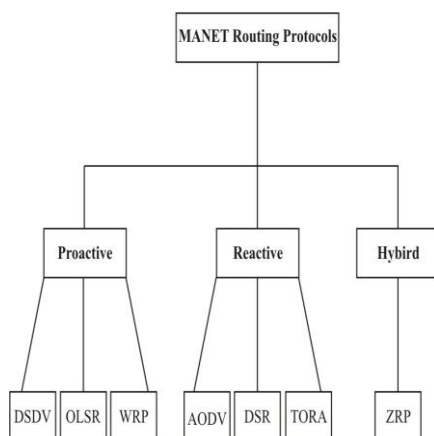 MANET Routing Protocols
Proactive
Reactive
Hybird
DSDV
OLSR
WRP
AODV
DSR
TORA
ZRP